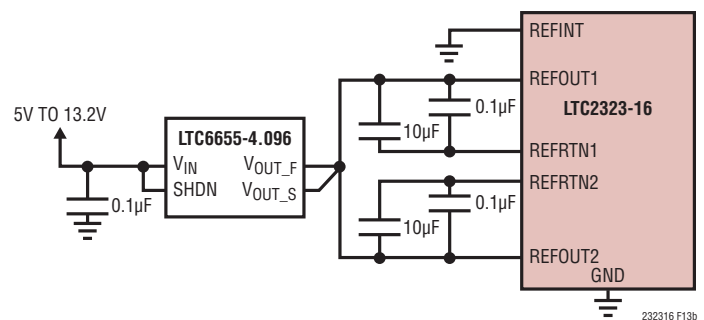 REFINT
REFOUT1
LTC2323-16
0.1µF
10µF
REFRTN1
REFRTN2
0.1µF
10µF
REFOUT2
GND
5V TO 13.2V
LTC6655-4.096
VIN VOUT_F
SHDN VOUT_S
0.1µF
232316 F13b